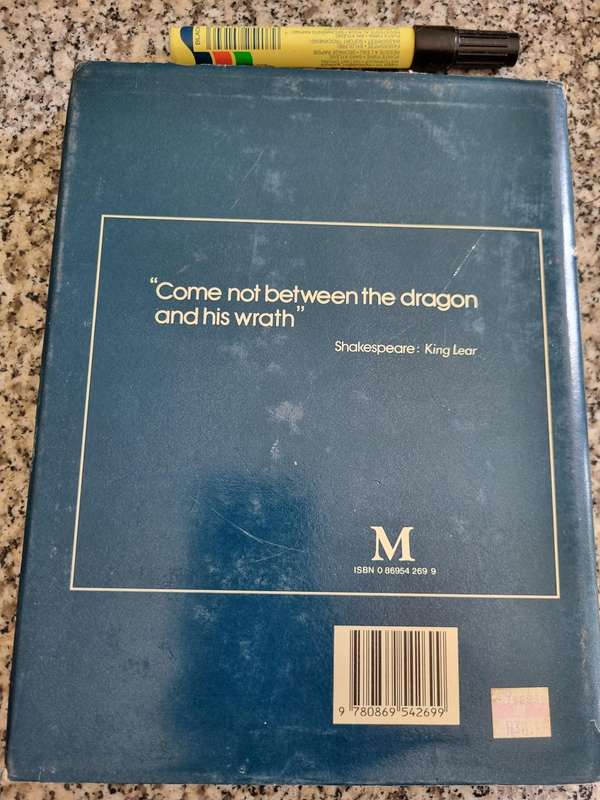 "Come not between the dragon
and his wrath"
Shakespeare: King Lear
M
ISBN 0 86954 269 9
9 780869 542699